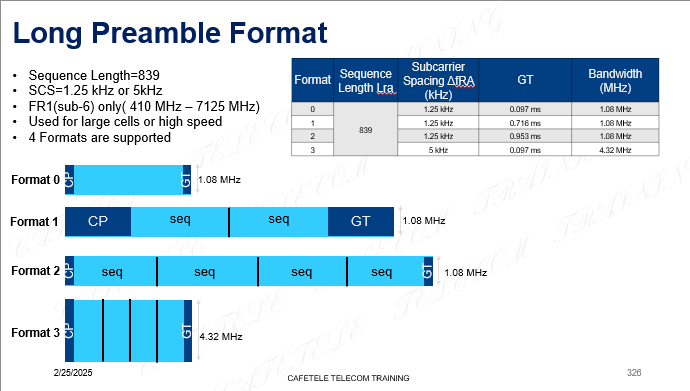 Long Preamble Format
• Sequence Length=839
• SCS=1.25 kHz or 5kHz
• FR1(sub-6) only( 410 MHz – 7125 MHz)
• Used for large cells or high speed
• 4 Formats are supported
Format Sequence Length Lra Subcarrier Spacing ΔfRA (kHz) GT Bandwidth (MHz)
0 839 1.25 kHz 0.097 ms 1.08 MHz
1 1.25 kHz 0.716 ms 1.08 MHz
2 1.25 kHz 0.953 ms 1.08 MHz
3 5 kHz 0.097 ms 4.32 MHz
Format 0 CP GT 1.08 MHz
Format 1 CP seq seq GT 1.08 MHz
Format 2 CP seq seq seq seq GT 1.08 MHz
Format 3 CP GT 4.32 MHz
2/25/2025
CAFETELE TELECOM TRAINING
326